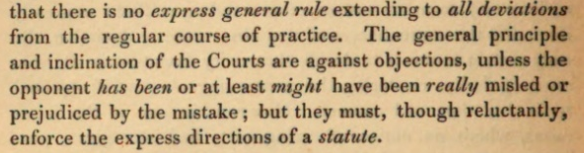 that there is no express general rule extending to all deviations
from the regular course of practice. The general principle
and inclination of the Courts are against objections, unless the
opponent has been or at least might have been really misled or
prejudiced by the mistake; but they must, though reluctantly,
enforce the express directions of a statute.